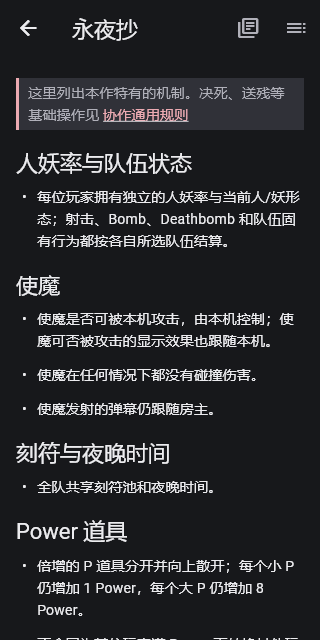 永夜抄
这里列出本作特有的机制。决死、送残等
基础操作见 协作通用规则
人妖率与队伍状态
• 每位玩家拥有独立的人妖率与当前人/妖形
态；射击、Bomb、Deathbomb 和队伍固
有行为都按各自所选队伍结算。
使魔
• 使魔是否可被本机攻击，由本机控制；使
魔可否被攻击的显示效果也跟随本机。
• 使魔在任何情况下都没有碰撞伤害。
• 使魔发射的弹幕仍跟随房主。
刻符与夜晚时间
• 全队共享刻符池和夜晚时间。
Power 道具
• 倍增的 P 道具分开并向上散开；每个小 P
仍增加 1 Power，每个大 P 仍增加 8
Power。